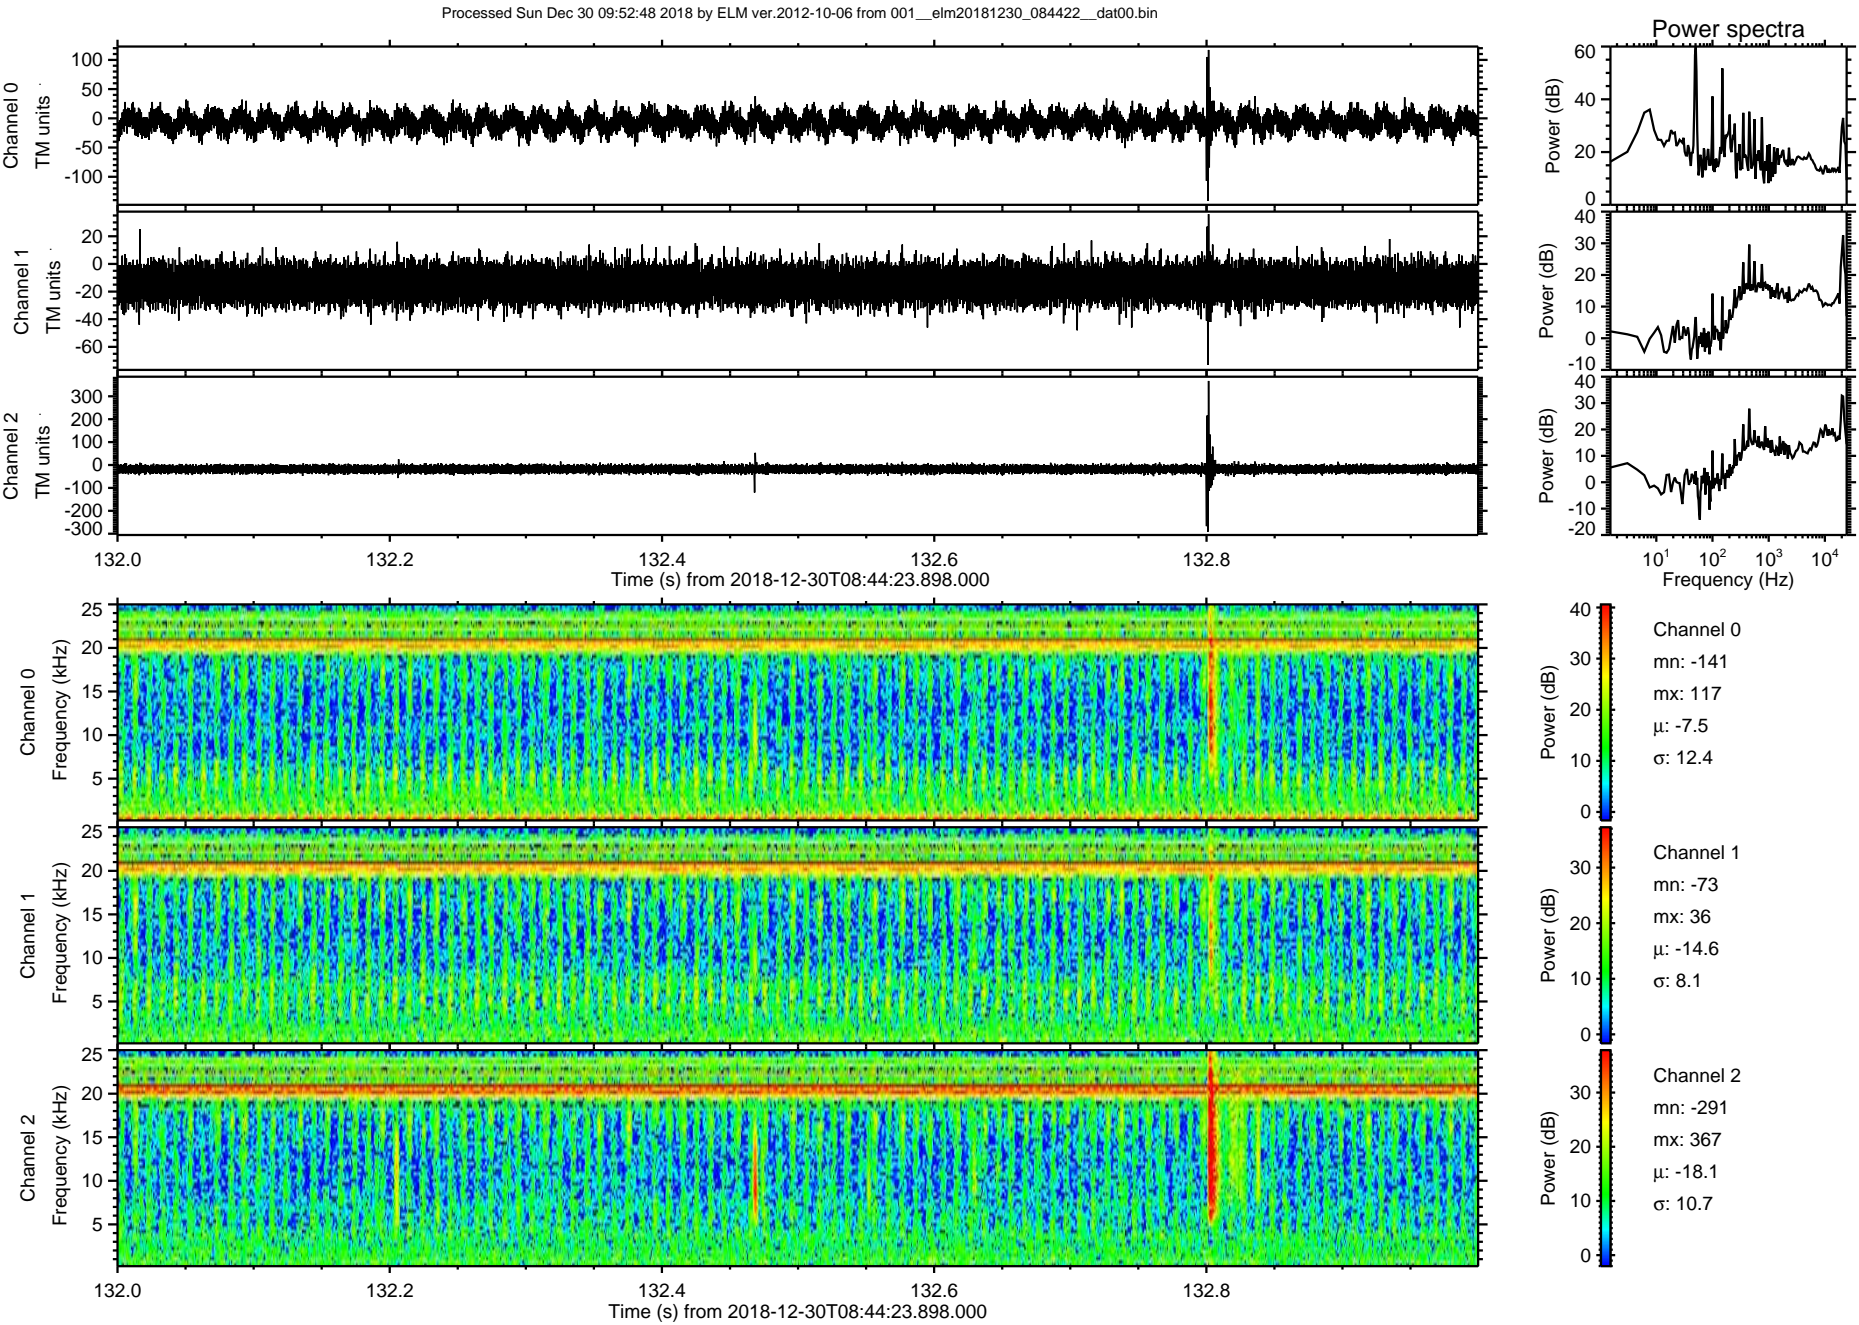 Processed Sun Dec 30 09:52:48 2018 by ELM ver.2012-10-06 from 001__elm20181230_084422__dat00.bin
Power spectra
Channel 0
TM units
100
50
0
-50
-100
Power (dB)
60
40
20
0
Channel 1
TM units
20
0
-20
-40
-60
Power (dB)
40
30
20
10
0
-10
Channel 2
TM units
300
200
100
0
-100
-200
-300
Power (dB)
40
30
20
10
0
-10
-20
132.0 132.2 132.4 132.6 132.8
Time (s) from 2018-12-30T08:44:23.898.000
10¹ 10² 10³ 10⁴
Frequency (Hz)
Channel 0
Frequency (kHz)
25
20
15
10
5
Power (dB)
40
30
20
10
0
Channel 0
mn: -141
mx: 117
μ: -7.5
σ: 12.4
Channel 1
Frequency (kHz)
25
20
15
10
5
Power (dB)
30
20
10
0
Channel 1
mn: -73
mx: 36
μ: -14.6
σ: 8.1
Channel 2
Frequency (kHz)
25
20
15
10
5
Power (dB)
30
20
10
0
Channel 2
mn: -291
mx: 367
μ: -18.1
σ: 10.7
132.0 132.2 132.4 132.6 132.8
Time (s) from 2018-12-30T08:44:23.898.000